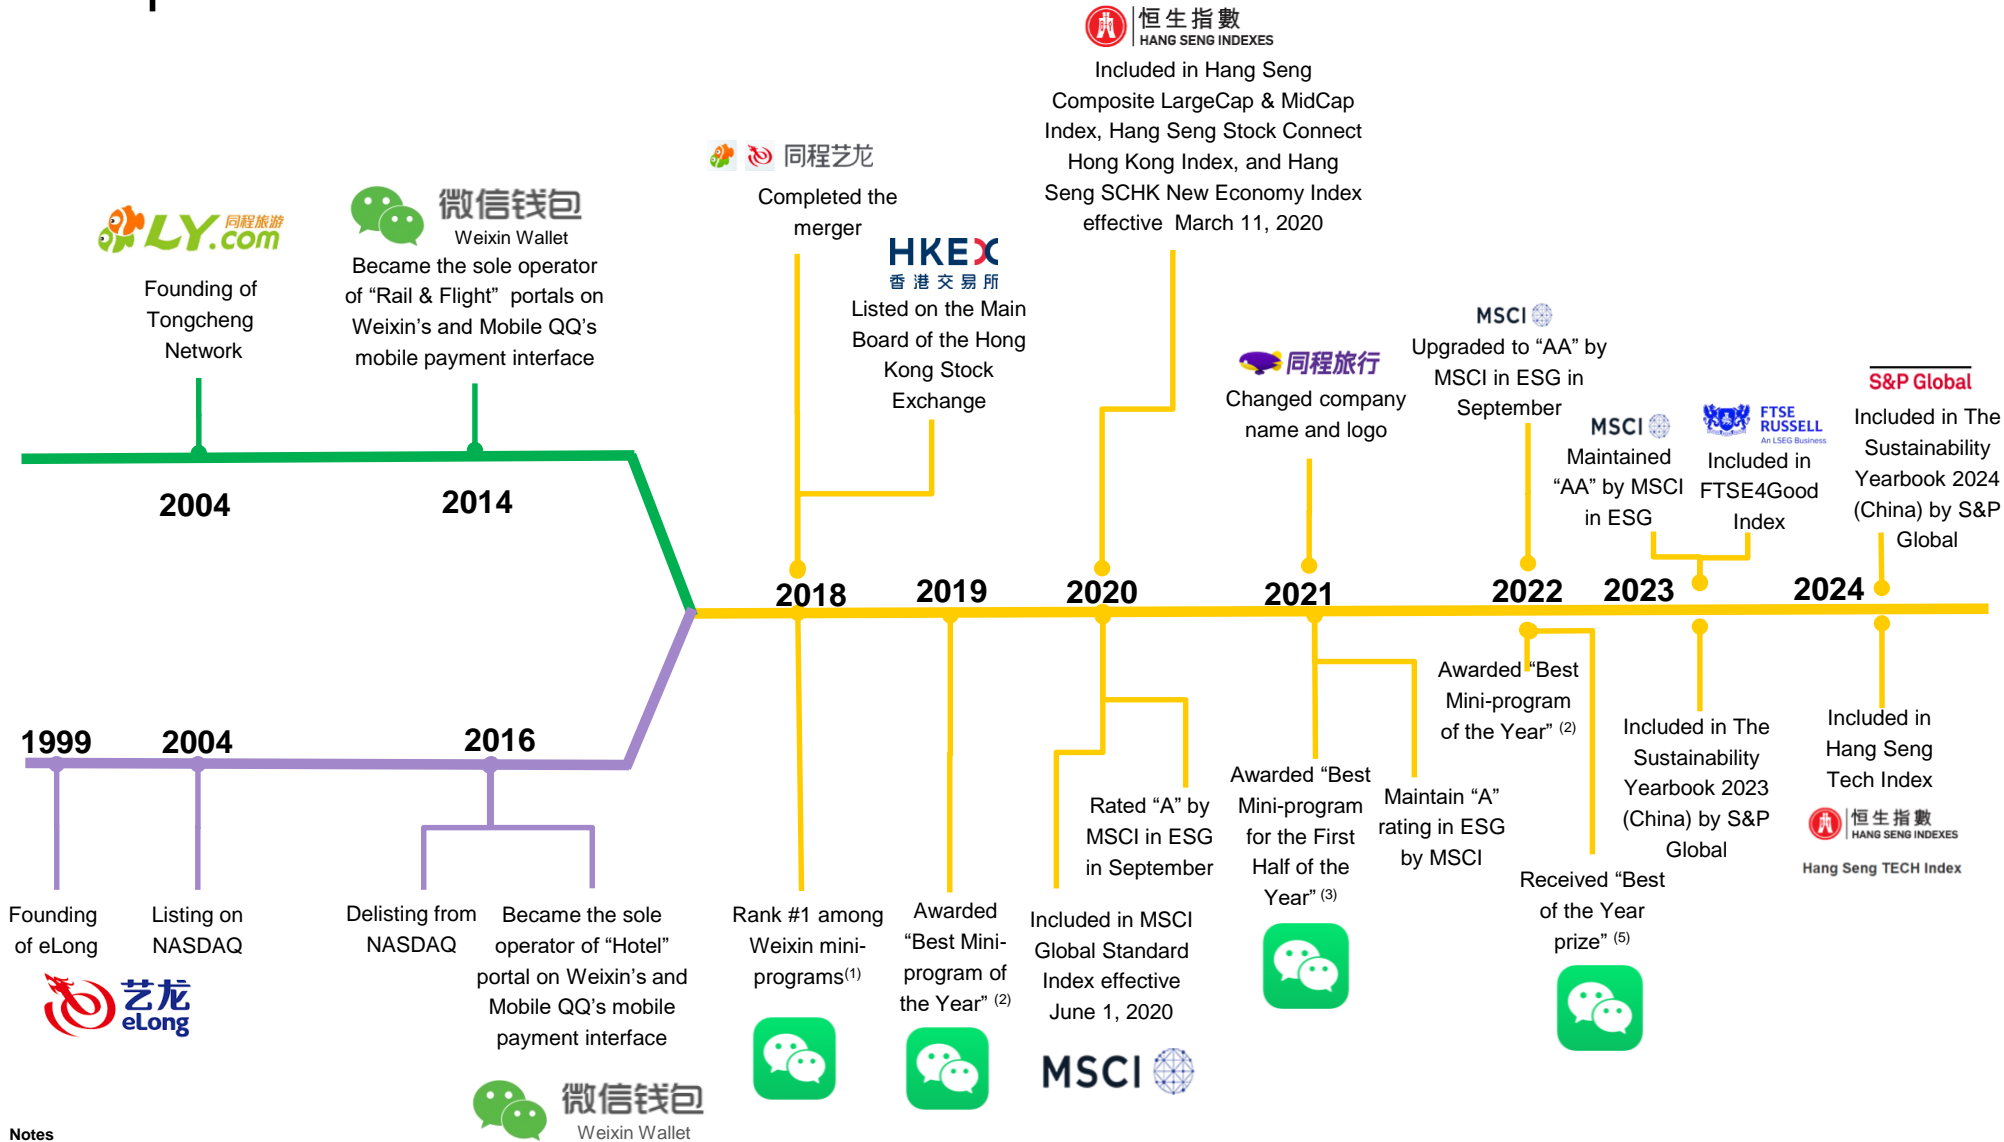 恒生指數
HANG SENG INDEXES
Included in Hang Seng
Composite LargeCap & MidCap
Index, Hang Seng Stock Connect
Hong Kong Index, and Hang
Seng SCHK New Economy Index
effective March 11, 2020
同程艺龙
Completed the
merger
HKEX
香港交易所
Listed on the Main
Board of the Hong
Kong Stock
Exchange
LY.com
同程旅游
Founding of
Tongcheng
Network
微信钱包
Weixin Wallet
Became the sole operator
of “Rail & Flight” portals on
Weixin’s and Mobile QQ’s
mobile payment interface
同程旅行
Changed company
name and logo
MSCI
Upgraded to “AA” by
MSCI in ESG in
September
MSCI
Maintained
“AA” by MSCI
in ESG
FTSE
RUSSELL
An LSEG Business
Included in
FTSE4Good
Index
S&P Global
Included in The
Sustainability
Yearbook 2024
(China) by S&P
Global
2004
2014
2018
2019
2020
2021
2022
2023
2024
1999
2004
2016
Founding
of eLong
艺龙
eLong
Listing on
NASDAQ
Delisting from
NASDAQ
Became the sole
operator of “Hotel”
portal on Weixin’s and
Mobile QQ’s mobile
payment interface
微信钱包
Weixin Wallet
Rank #1 among
Weixin mini-
programs(1)
Awarded
“Best Mini-
program of
the Year” (2)
Included in MSCI
Global Standard
Index effective
June 1, 2020
MSCI
Rated “A” by
MSCI in ESG
in September
Awarded “Best
Mini-program
for the First
Half of the
Year” (3)
Maintain “A”
rating in ESG
by MSCI
Awarded “Best
Mini-program
of the Year” (2)
Received “Best
of the Year
prize” (5)
Included in The
Sustainability
Yearbook 2023
(China) by S&P
Global
Included in
Hang Seng
Tech Index
恒生指數
HANG SENG INDEXES
Hang Seng TECH Index
Notes